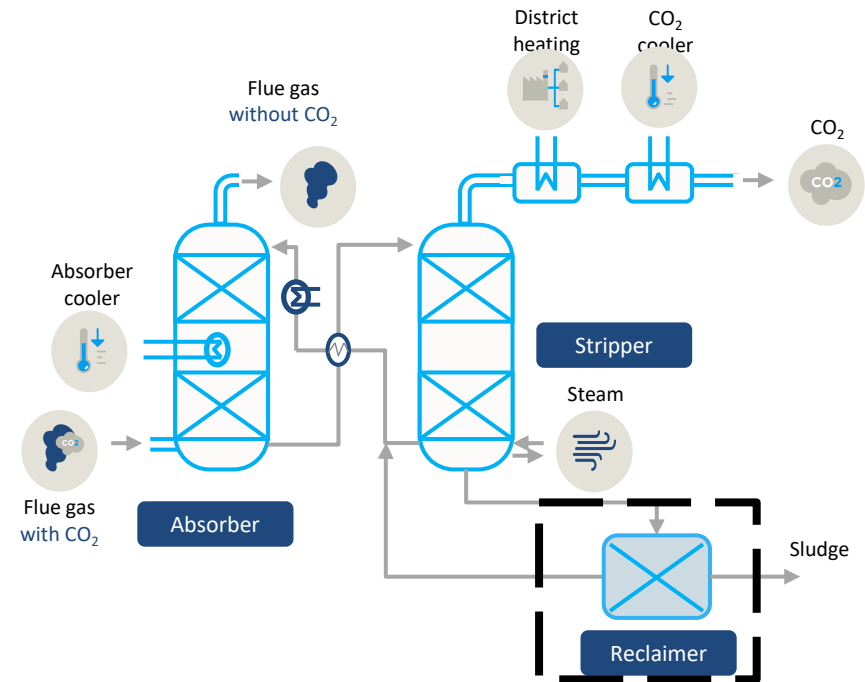 District
heating
CO₂
cooler
Flue gas
without CO₂
CO₂
CO2
Absorber
cooler
Stripper
Steam
CO2
Flue gas
with CO₂
Absorber
Sludge
Reclaimer